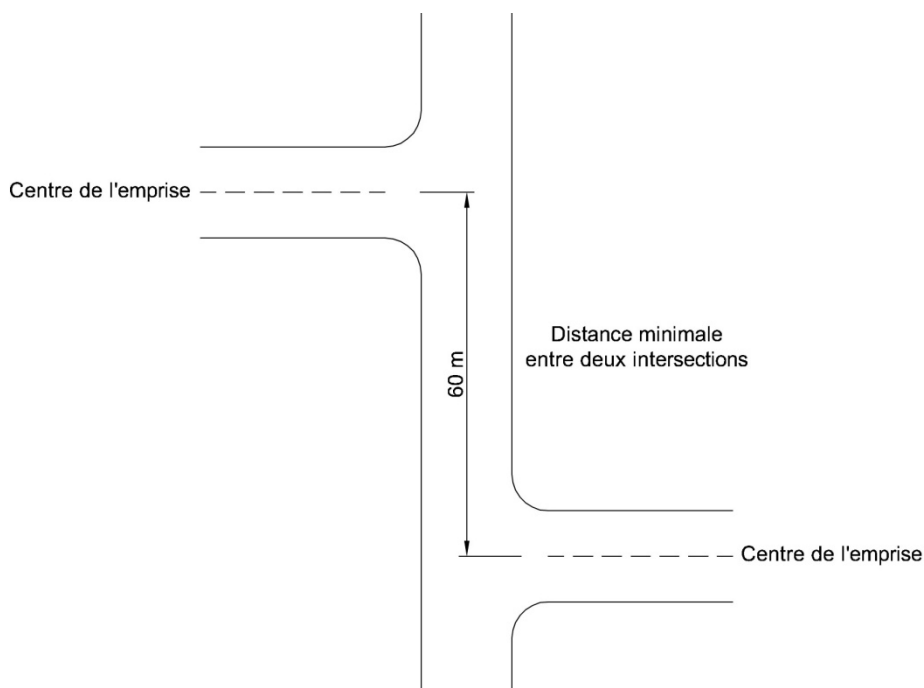 Centre de l'emprise
Distance minimale
entre deux intersections
60 m
Centre de l'emprise